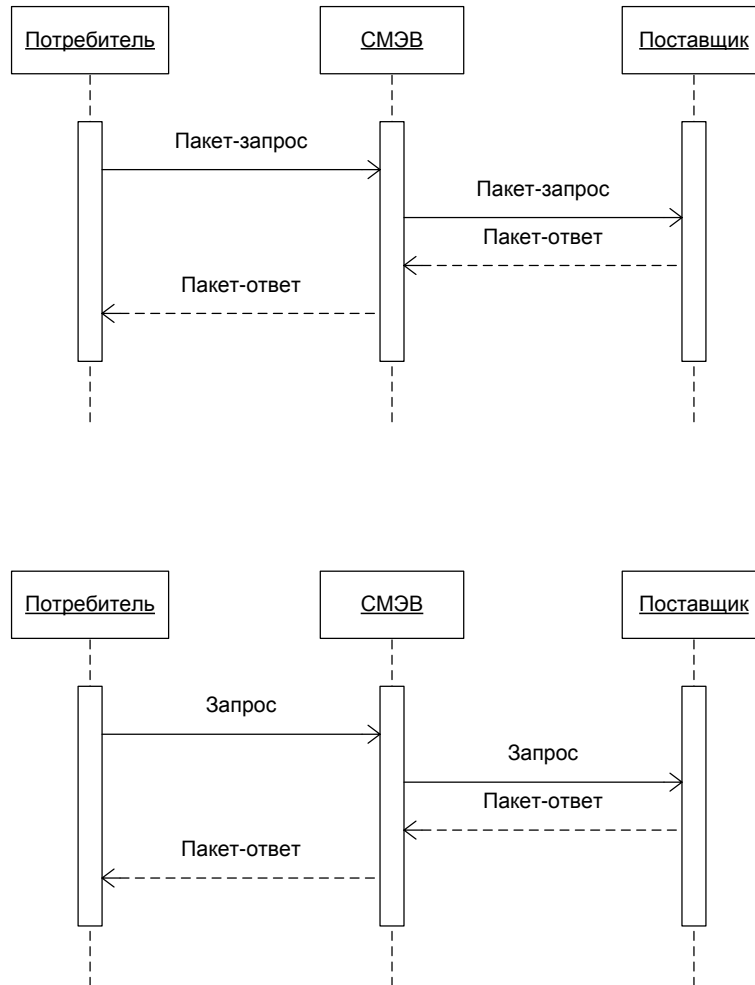 Потребитель
СМЭВ
Поставщик
Пакет-запрос
Пакет-запрос
Пакет-ответ
Пакет-ответ
Потребитель
СМЭВ
Поставщик
Запрос
Запрос
Пакет-ответ
Пакет-ответ